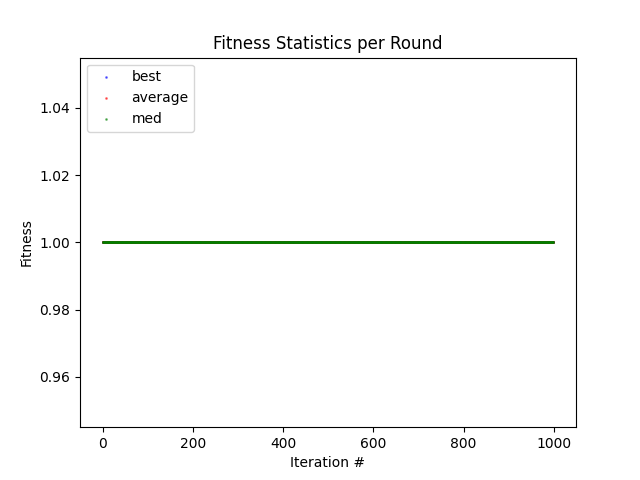 Fitness Statistics per Round
best
average
med
1.04
1.02
1.00
0.98
0.96
Fitness
0 200 400 600 800 1000
Iteration #